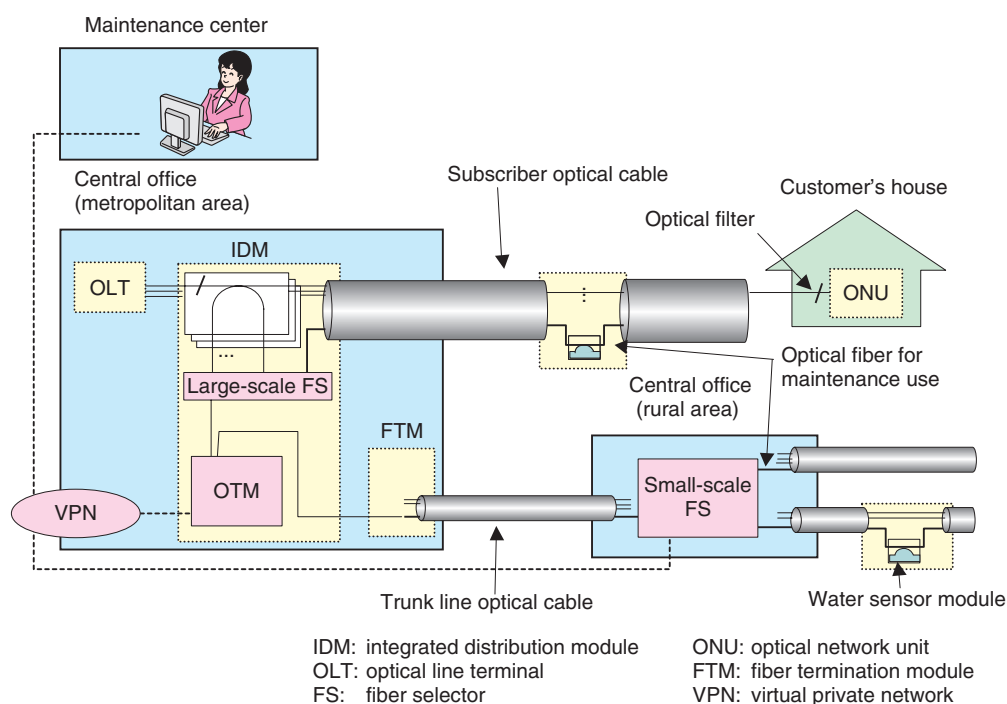 Maintenance center
Central office
(metropolitan area)
Subscriber optical cable
Customer's house
Optical filter
IDM
OLT
ONU
...
...
Large-scale FS
Optical fiber for
maintenance use
Central office
(rural area)
FTM
OTM
VPN
Small-scale
FS
Trunk line optical cable
Water sensor module
IDM: integrated distribution module
OLT: optical line terminal
FS: fiber selector
ONU: optical network unit
FTM: fiber termination module
VPN: virtual private network